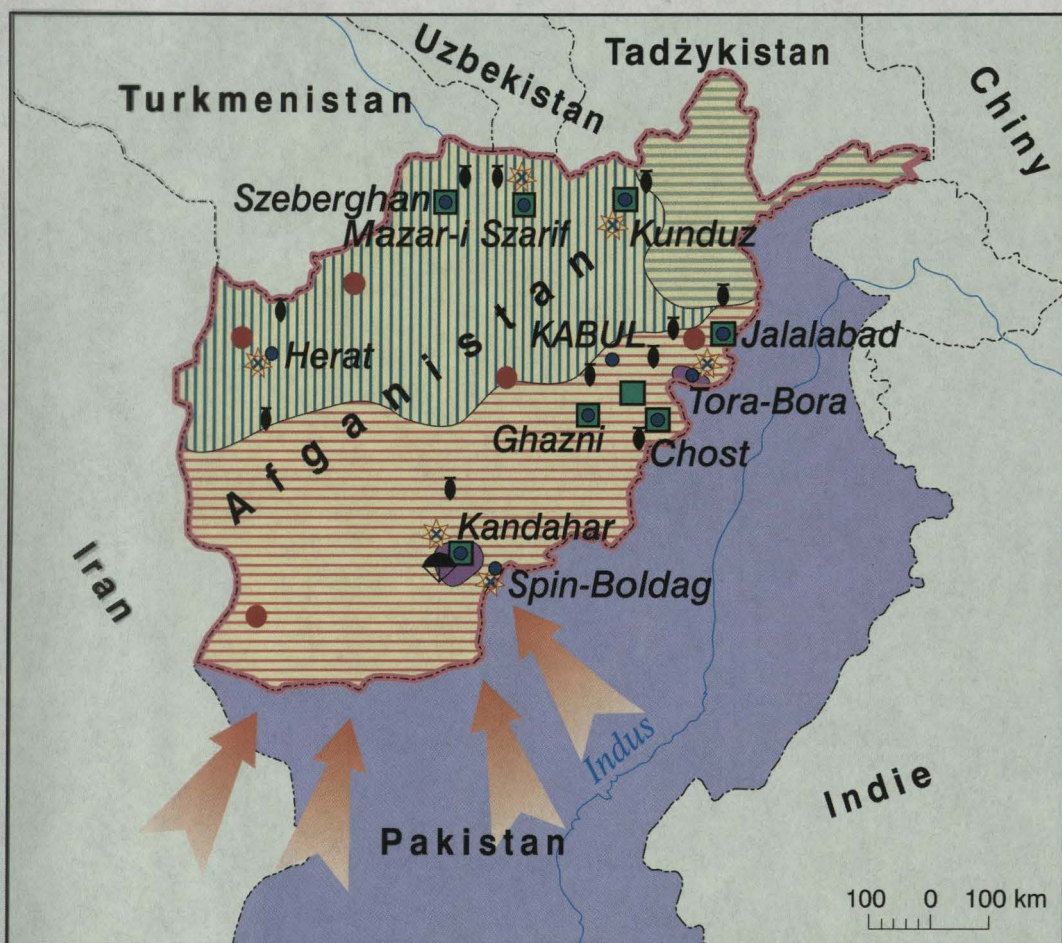 Uzbekistan
Tadżykistan
Turkmenistan
Chiny
Szeberghan
Mazar-i Szarif
Kunduz
Afganistan
KABUL
Jalalabad
Herat
Tora-Bora
Ghazni
Chost
Kandahar
Iran
Spin-Boldag
Indus
Indie
Pakistan
100 0 100 km